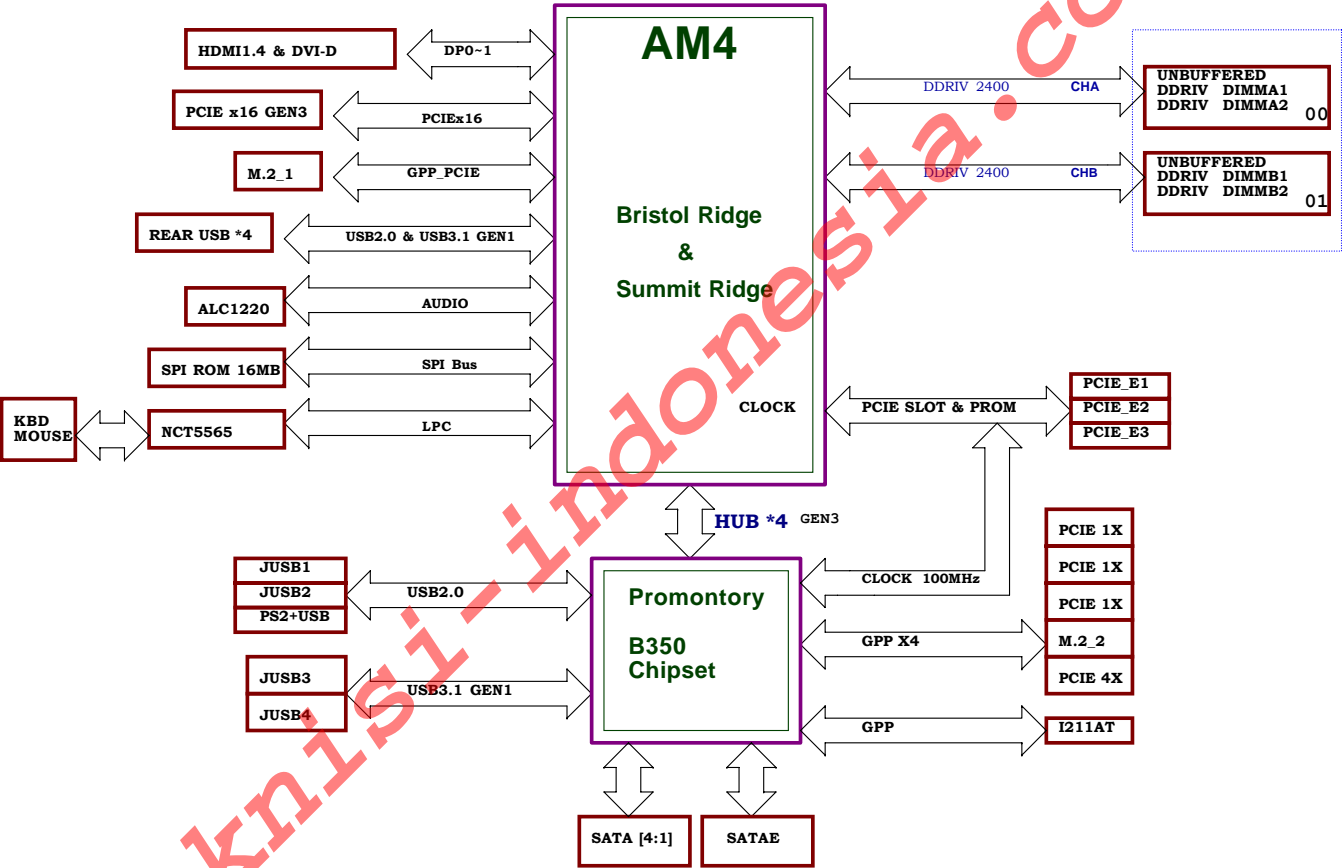 AM4
Bristol Ridge
&
Summit Ridge
CLOCK
HDMI1.4 & DVI-D
DP0~1
PCIE x16 GEN3
PCIEx16
M.2_1
GPP_PCIE
REAR USB *4
USB2.0 & USB3.1 GEN1
ALC1220
AUDIO
SPI ROM 16MB
SPI Bus
KBD
MOUSE
NCT5565
LPC
DDRIV 2400 CHA
UNBUFFERED
DDRIV DIMMA1
DDRIV DIMMA2
00
DDRIV 2400 CHB
UNBUFFERED
DDRIV DIMMB1
DDRIV DIMMB2
01
PCIE SLOT & PROM
PCIE_E1
PCIE_E2
PCIE_E3
HUB *4 GEN3
Promontory
B350
Chipset
JUSB1
JUSB2
PS2+USB
USB2.0
JUSB3
JUSB4
USB3.1 GEN1
CLOCK 100MHz
GPP X4
PCIE 1X
PCIE 1X
PCIE 1X
M.2_2
PCIE 4X
GPP
I211AT
SATA [4:1]
SATAE
knisi-indonesia.co